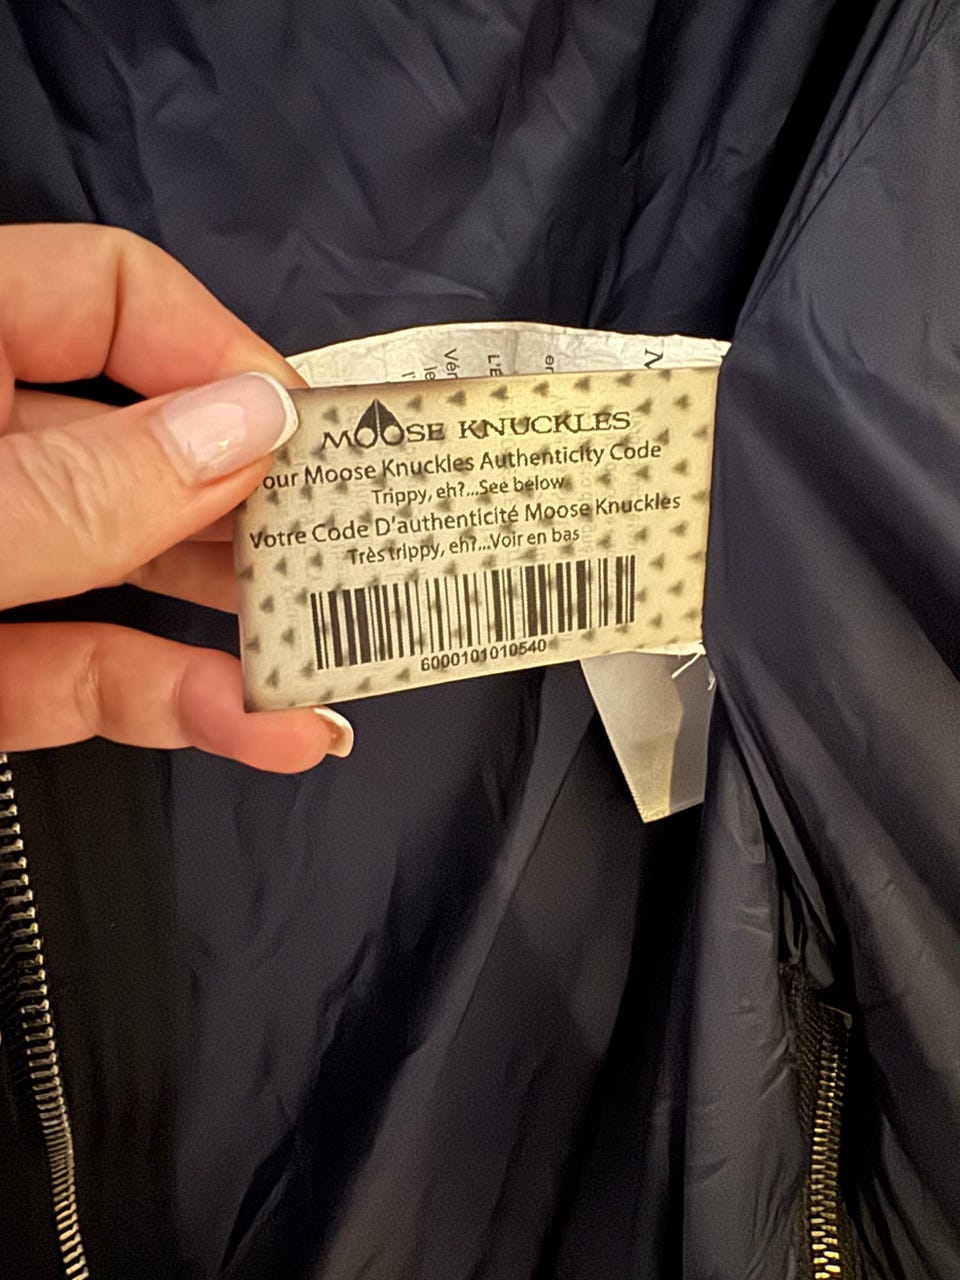 MOOSE KNUCKLES
our Moose Knuckles Authenticity Code
Trippy, eh?...See below
Votre Code D'authenticité Moose Knuckles
Très trippy, eh?...Voir en bas
6000101010540